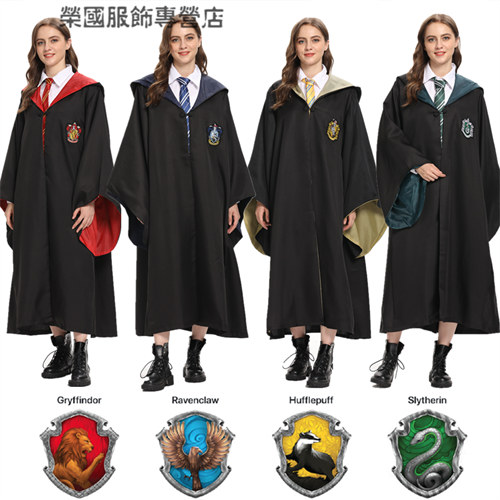 榮國服飾專營店
Gryffindor
Ravenclaw
Hufflepuff
Slytherin